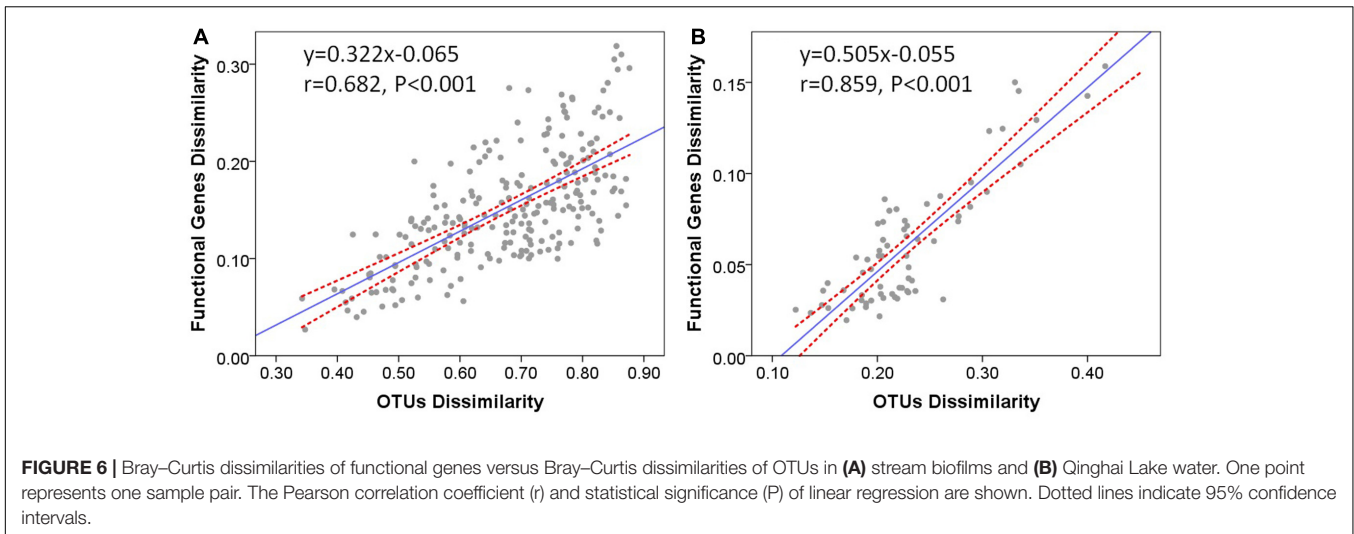 A
y=0.322x-0.065
r=0.682, P<0.001
Functional Genes Dissimilarity
0.30
0.20
0.10
0.00
0.30 0.40 0.50 0.60 0.70 0.80 0.90
OTUs Dissimilarity
B
y=0.505x-0.055
r=0.859, P<0.001
Functional Genes Dissimilarity
0.15
0.10
0.05
0.00
0.10 0.20 0.30 0.40
OTUs Dissimilarity
FIGURE 6 | Bray–Curtis dissimilarities of functional genes versus Bray–Curtis dissimilarities of OTUs in (A) stream biofilms and (B) Qinghai Lake water. One point
represents one sample pair. The Pearson correlation coefficient (r) and statistical significance (P) of linear regression are shown. Dotted lines indicate 95% confidence
intervals.